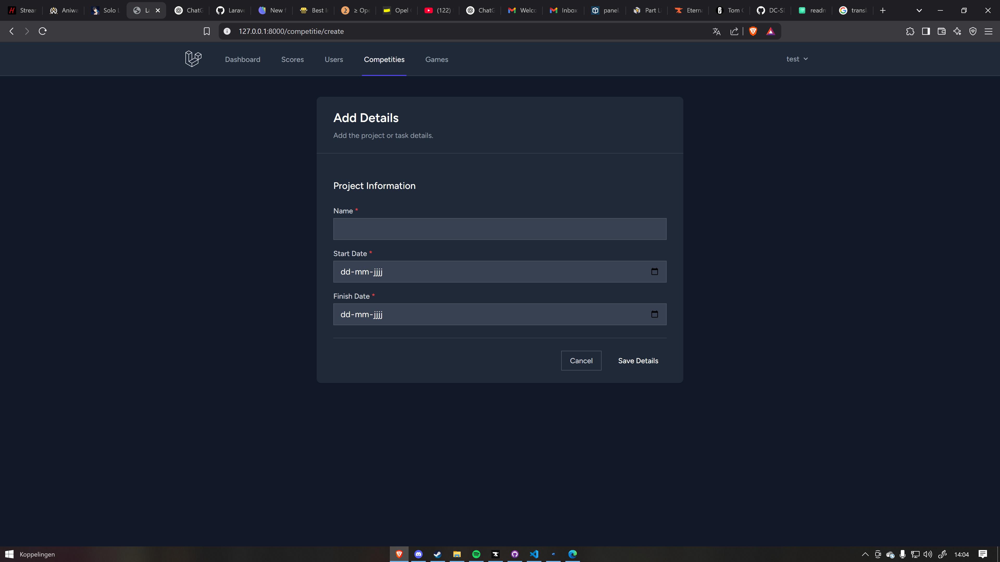 Strear
Aniwa
Solo L
La
ChatG
Larave
New f
Best I
≥ Ope
Opel
(122)
ChatG
Welco
Inbox
panel.
Part Li
Eterna
Tom C
DC-SI
readn
transl
127.0.0.1:8000/competitie/create
Dashboard
Scores
Users
Competities
Games
test
Add Details
Add the project or task details.
Project Information
Name *
Start Date *
dd-mm-jjjj
Finish Date *
dd-mm-jjjj
Cancel
Save Details
Koppelingen
14:04